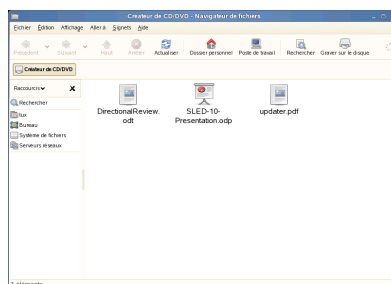 Créateur de CD/DVD - Navigateur de fichiers
Fichier Édition Affichage Aller à Signets Aide
Précédent Suivant Haut Arrêter Actualiser Dossier personnel Poste de travail Rechercher Graver sur le disque
Créateur de CD/DVD
Raccourcis
Rechercher
tux
Bureau
Système de fichiers
Serveurs réseaux
DirectionalReview.odt
SLED-10-Presentation.odp
updater.pdf
3 éléments